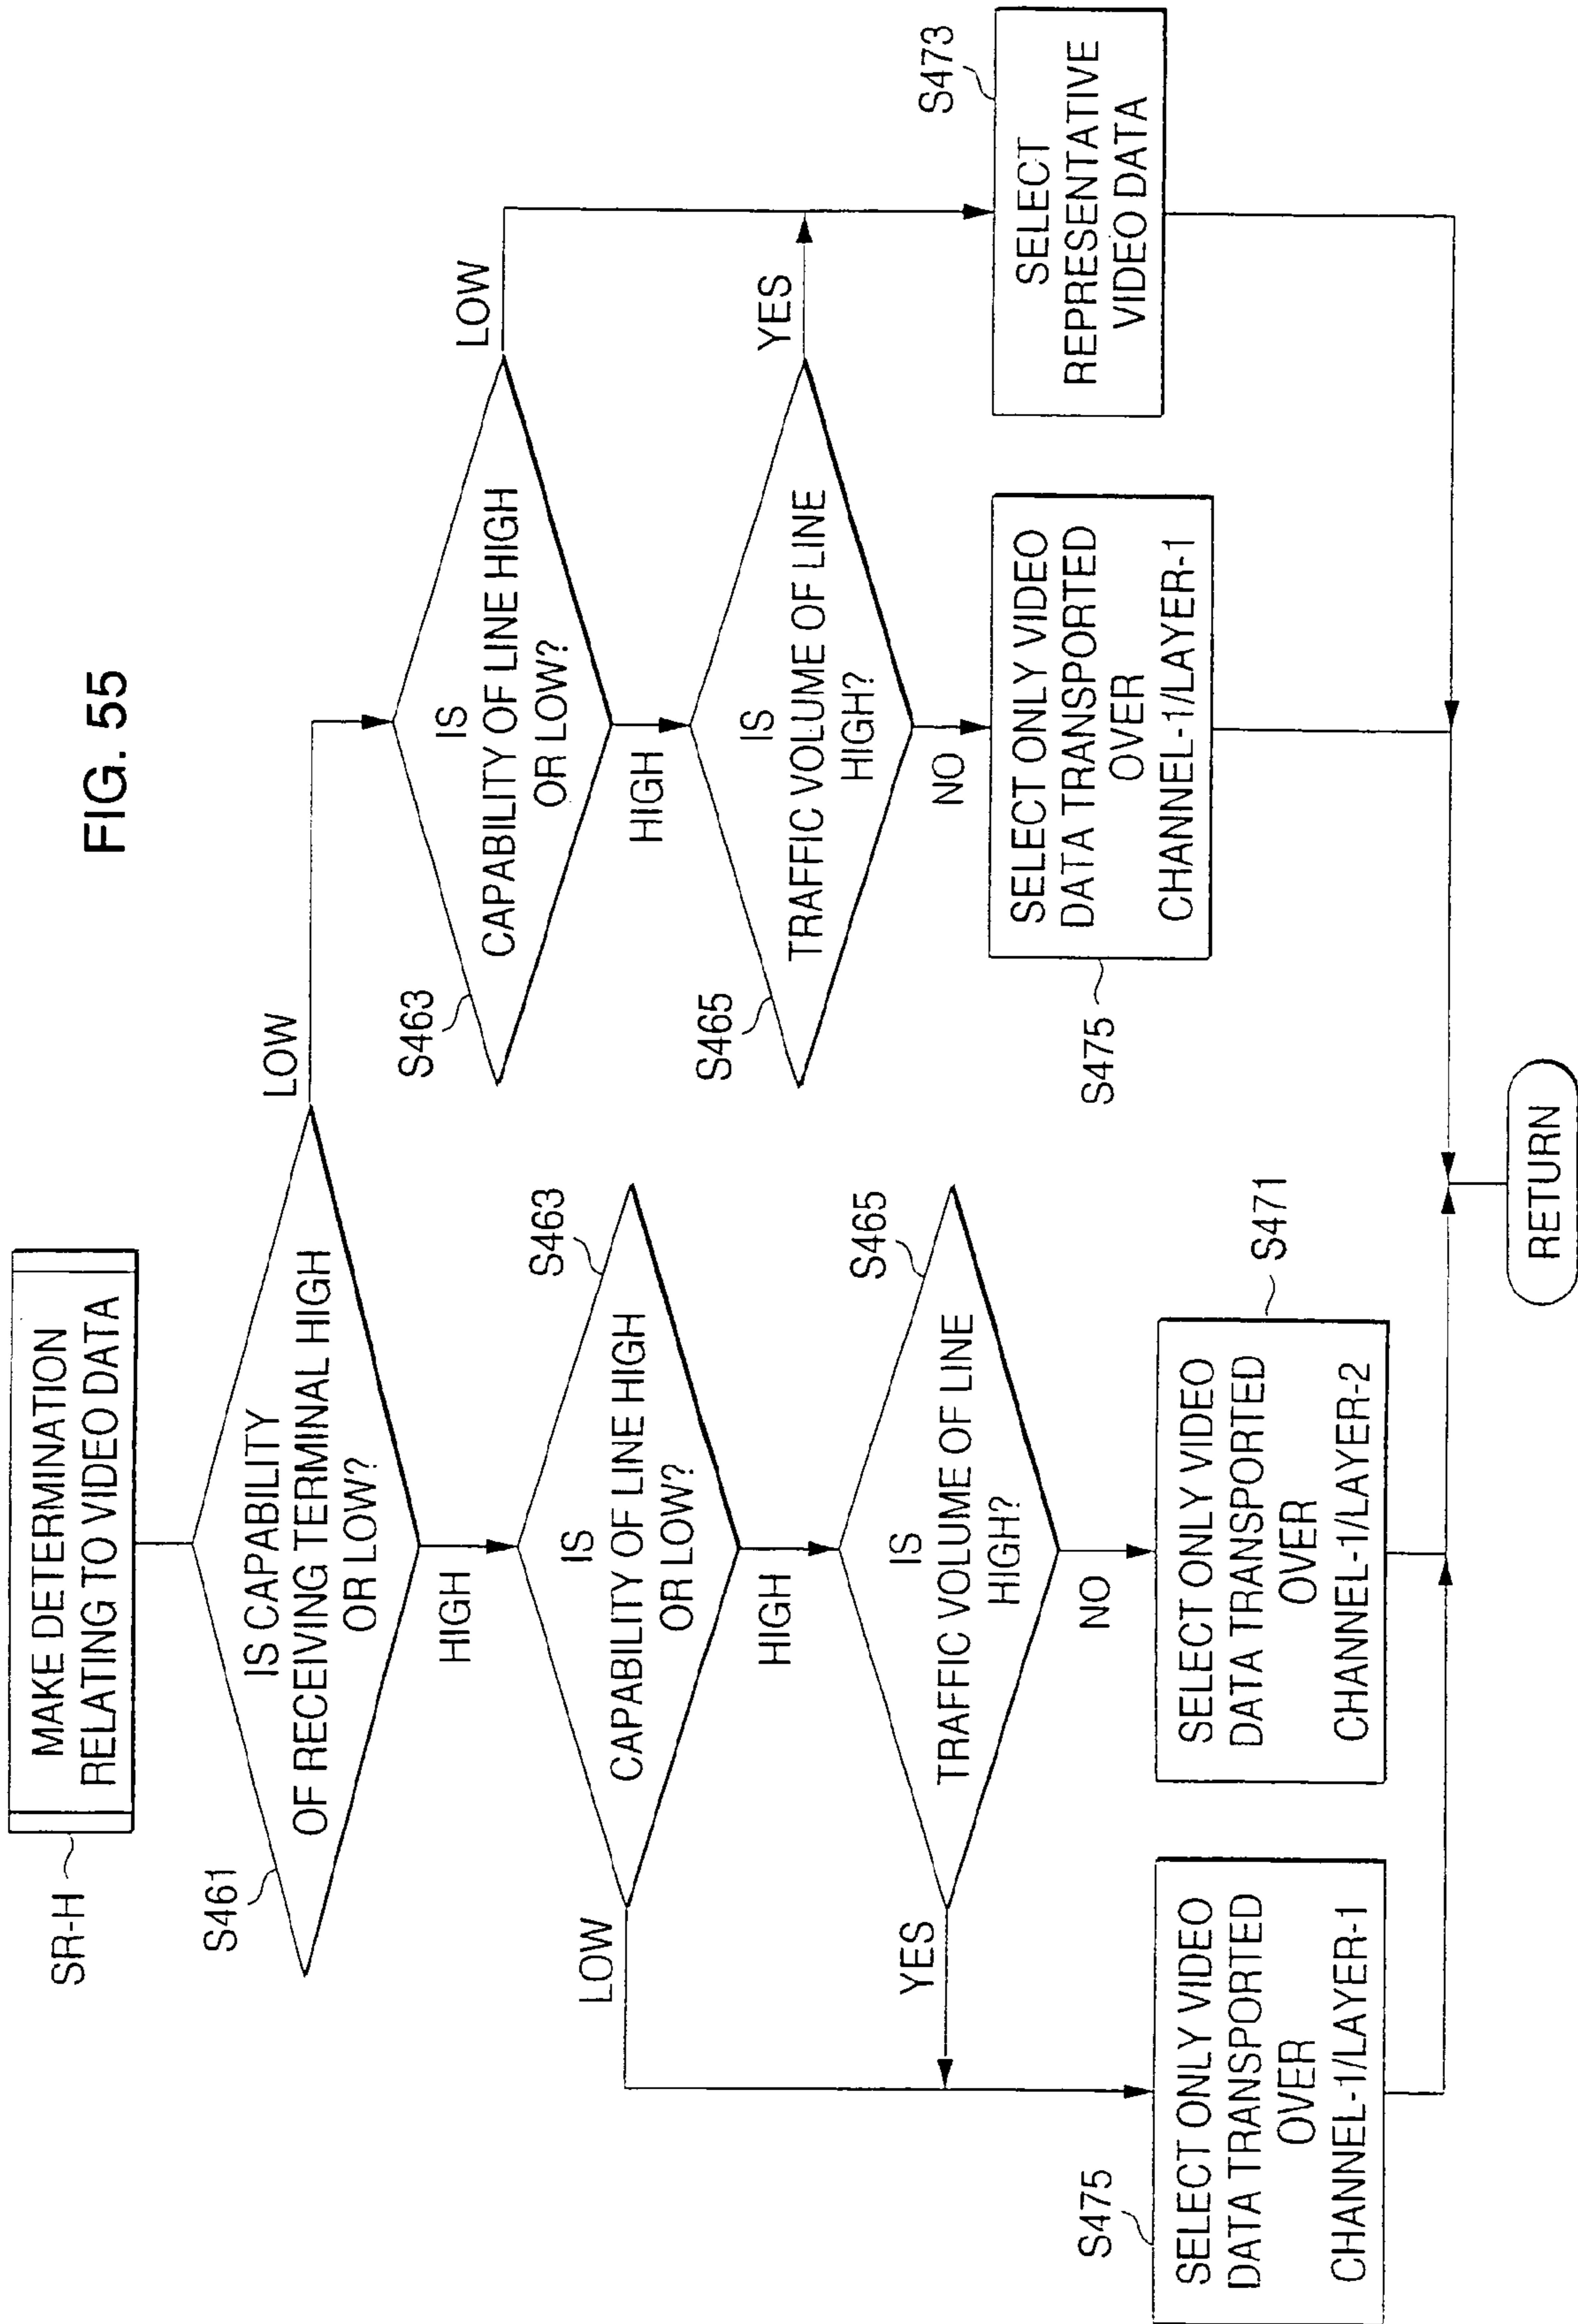 FIG. 55
SR-H
MAKE DETERMINATION
RELATING TO VIDEO DATA
S461
IS CAPABILITY
OF RECEIVING TERMINAL HIGH
OR LOW?
LOW
HIGH
S463
IS
CAPABILITY OF LINE HIGH
OR LOW?
LOW
HIGH
S465
IS
TRAFFIC VOLUME OF LINE
HIGH?
YES
NO
S475
SELECT ONLY VIDEO
DATA TRANSPORTED
OVER
CHANNEL-1/LAYER-1
S471
SELECT ONLY VIDEO
DATA TRANSPORTED
OVER
CHANNEL-1/LAYER-2
S463
IS
CAPABILITY OF LINE HIGH
OR LOW?
LOW
HIGH
S465
IS
TRAFFIC VOLUME OF LINE
HIGH?
YES
NO
S475
SELECT ONLY VIDEO
DATA TRANSPORTED
OVER
CHANNEL-1/LAYER-1
S473
SELECT
REPRESENTATIVE
VIDEO DATA
RETURN